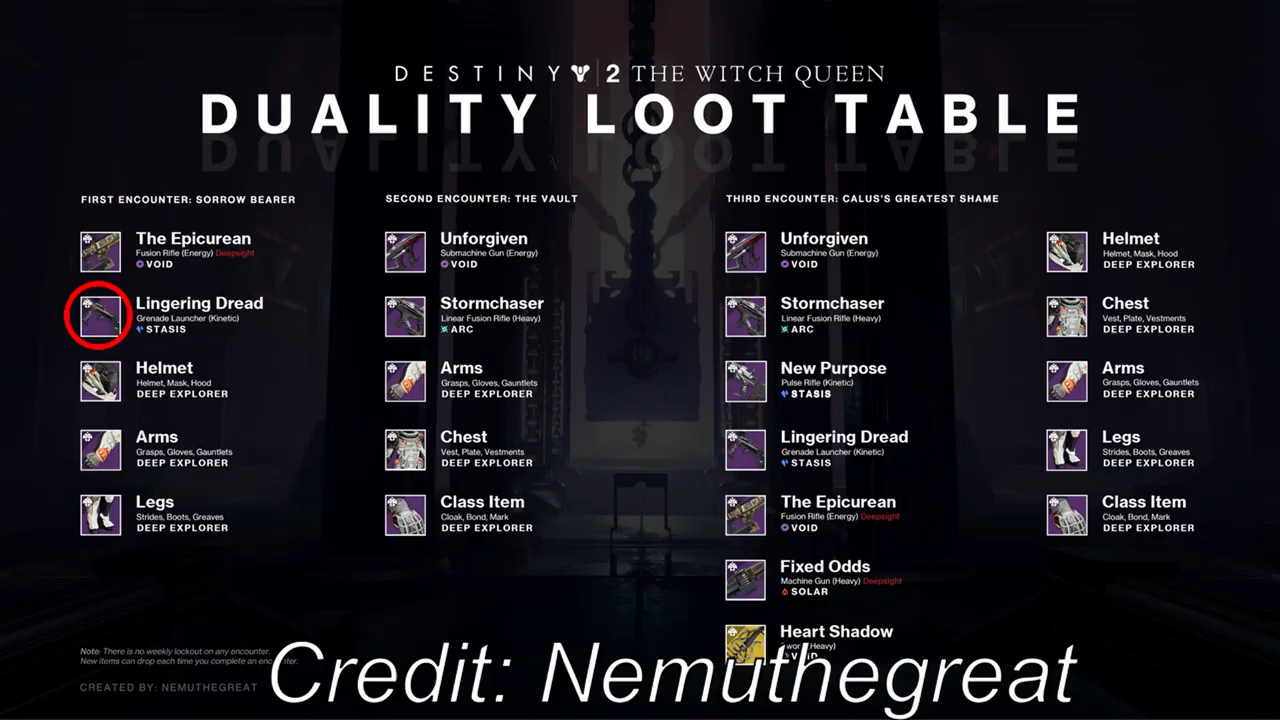 DESTINY 2 THE WITCH QUEEN
DUALITY LOOT TABLE
FIRST ENCOUNTER: SORROW BEARER
The Epicurean
Fusion Rifle (Energy) Deepsight
VOID
Lingering Dread
Grenade Launcher (Kinetic)
STASIS
Helmet
Helmet, Mask, Hood
DEEP EXPLORER
Arms
Grasps, Gloves, Gauntlets
DEEP EXPLORER
Legs
Strides, Boots, Greaves
DEEP EXPLORER
SECOND ENCOUNTER: THE VAULT
Unforgiven
Submachine Gun (Energy)
VOID
Stormchaser
Linear Fusion Rifle (Heavy)
ARC
Arms
Grasps, Gloves, Gauntlets
DEEP EXPLORER
Chest
Vest, Plate, Vestments
DEEP EXPLORER
Class Item
Cloak, Bond, Mark
DEEP EXPLORER
THIRD ENCOUNTER: CALUS'S GREATEST SHAME
Unforgiven
Submachine Gun (Energy)
VOID
Stormchaser
Linear Fusion Rifle (Heavy)
ARC
New Purpose
Pulse Rifle (Kinetic)
STASIS
Lingering Dread
Grenade Launcher (Kinetic)
STASIS
The Epicurean
Fusion Rifle (Energy) Deepsight
VOID
Fixed Odds
Machine Gun (Heavy) Deepsight
SOLAR
Heart Shadow
(Heavy)
VOID
Helmet
Helmet, Mask, Hood
DEEP EXPLORER
Chest
Vest, Plate, Vestments
DEEP EXPLORER
Arms
Grasps, Gloves, Gauntlets
DEEP EXPLORER
Legs
Strides, Boots, Greaves
DEEP EXPLORER
Class Item
Cloak, Bond, Mark
DEEP EXPLORER
Note: There is no weekly lockout on any encounter.
New items can drop each time you complete an encounter.
CREATED BY: NEMUTHEGREAT
Credit: Nemuthegreat